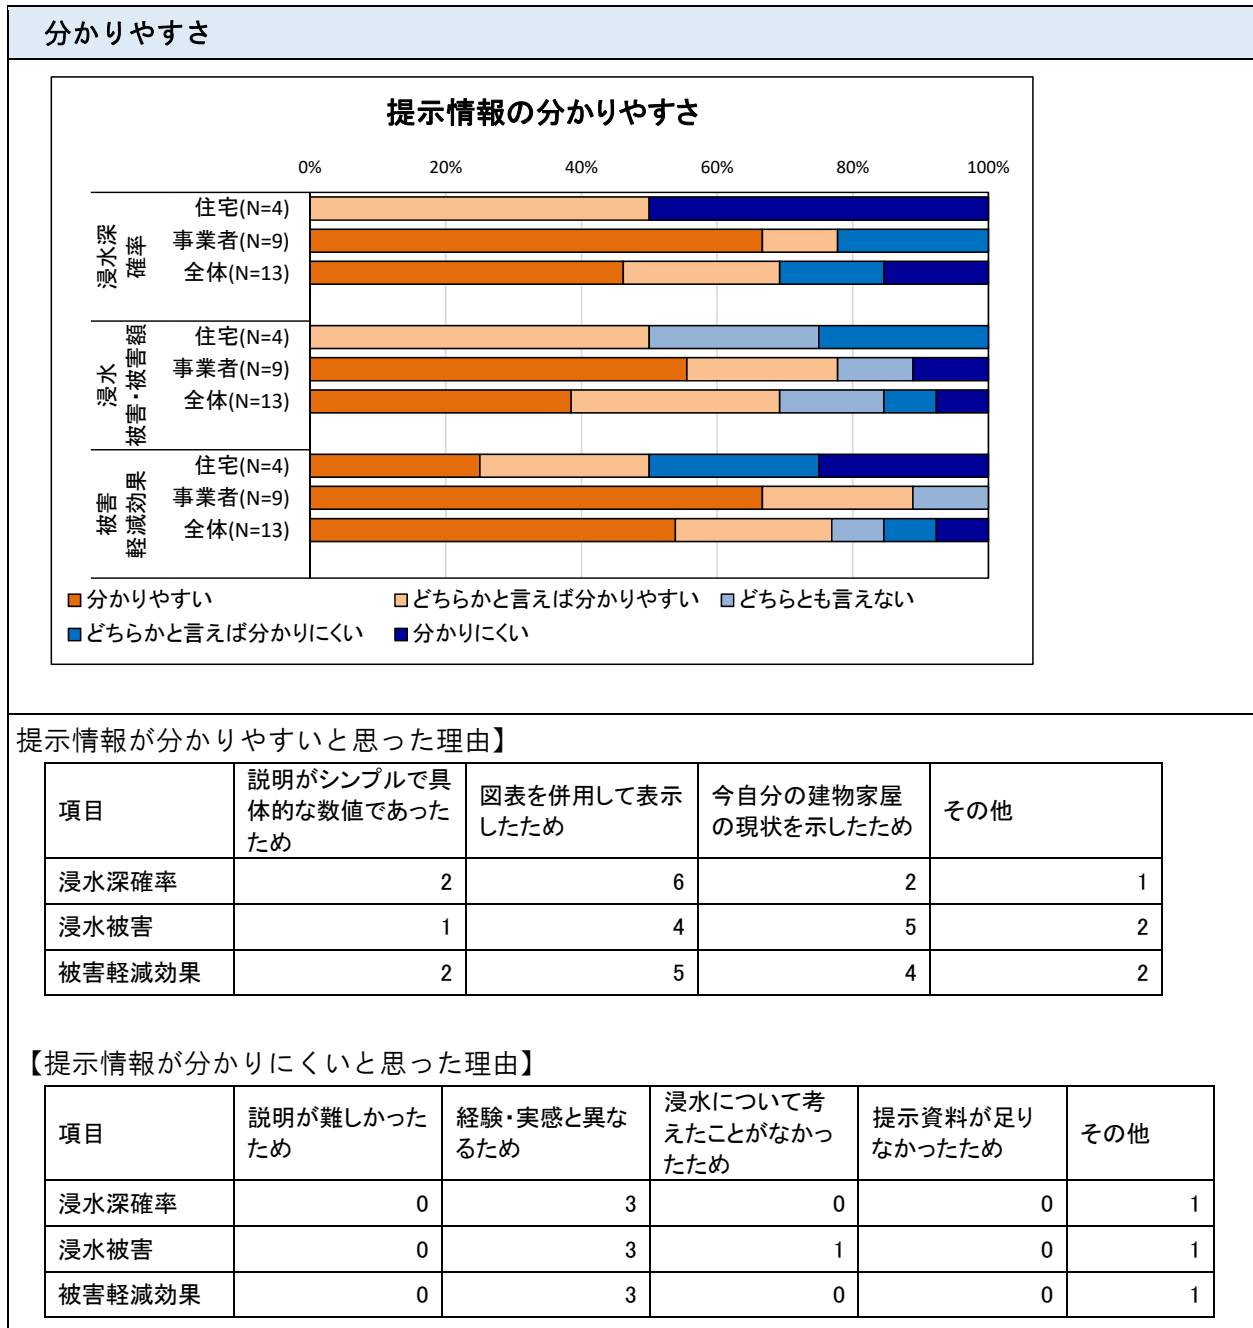 分かりやすさ
提示情報の分かりやすさ
0% 20% 40% 60% 80% 100%
浸水深
確率
住宅(N=4)
事業者(N=9)
全体(N=13)
浸水
被害・被害額
住宅(N=4)
事業者(N=9)
全体(N=13)
被害
軽減効果
住宅(N=4)
事業者(N=9)
全体(N=13)
分かりやすい どちらかと言えば分かりやすい どちらとも言えない
どちらかと言えば分かりにくい 分かりにくい
提示情報が分かりやすいと思った理由】
項目
説明がシンプルで具
体的な数値であった
ため
図表を併用して表示
したため
今自分の建物家屋
の現状を示したため
その他
浸水深確率 2 6 2 1
浸水被害 1 4 5 2
被害軽減効果 2 5 4 2
【提示情報が分かりにくいと思った理由】
項目
説明が難しかった
ため
経験・実感と異な
るため
浸水について考
えたことがなかっ
たため
提示資料が足り
なかったため
その他
浸水深確率 0 3 0 0 1
浸水被害 0 3 1 0 1
被害軽減効果 0 3 0 0 1